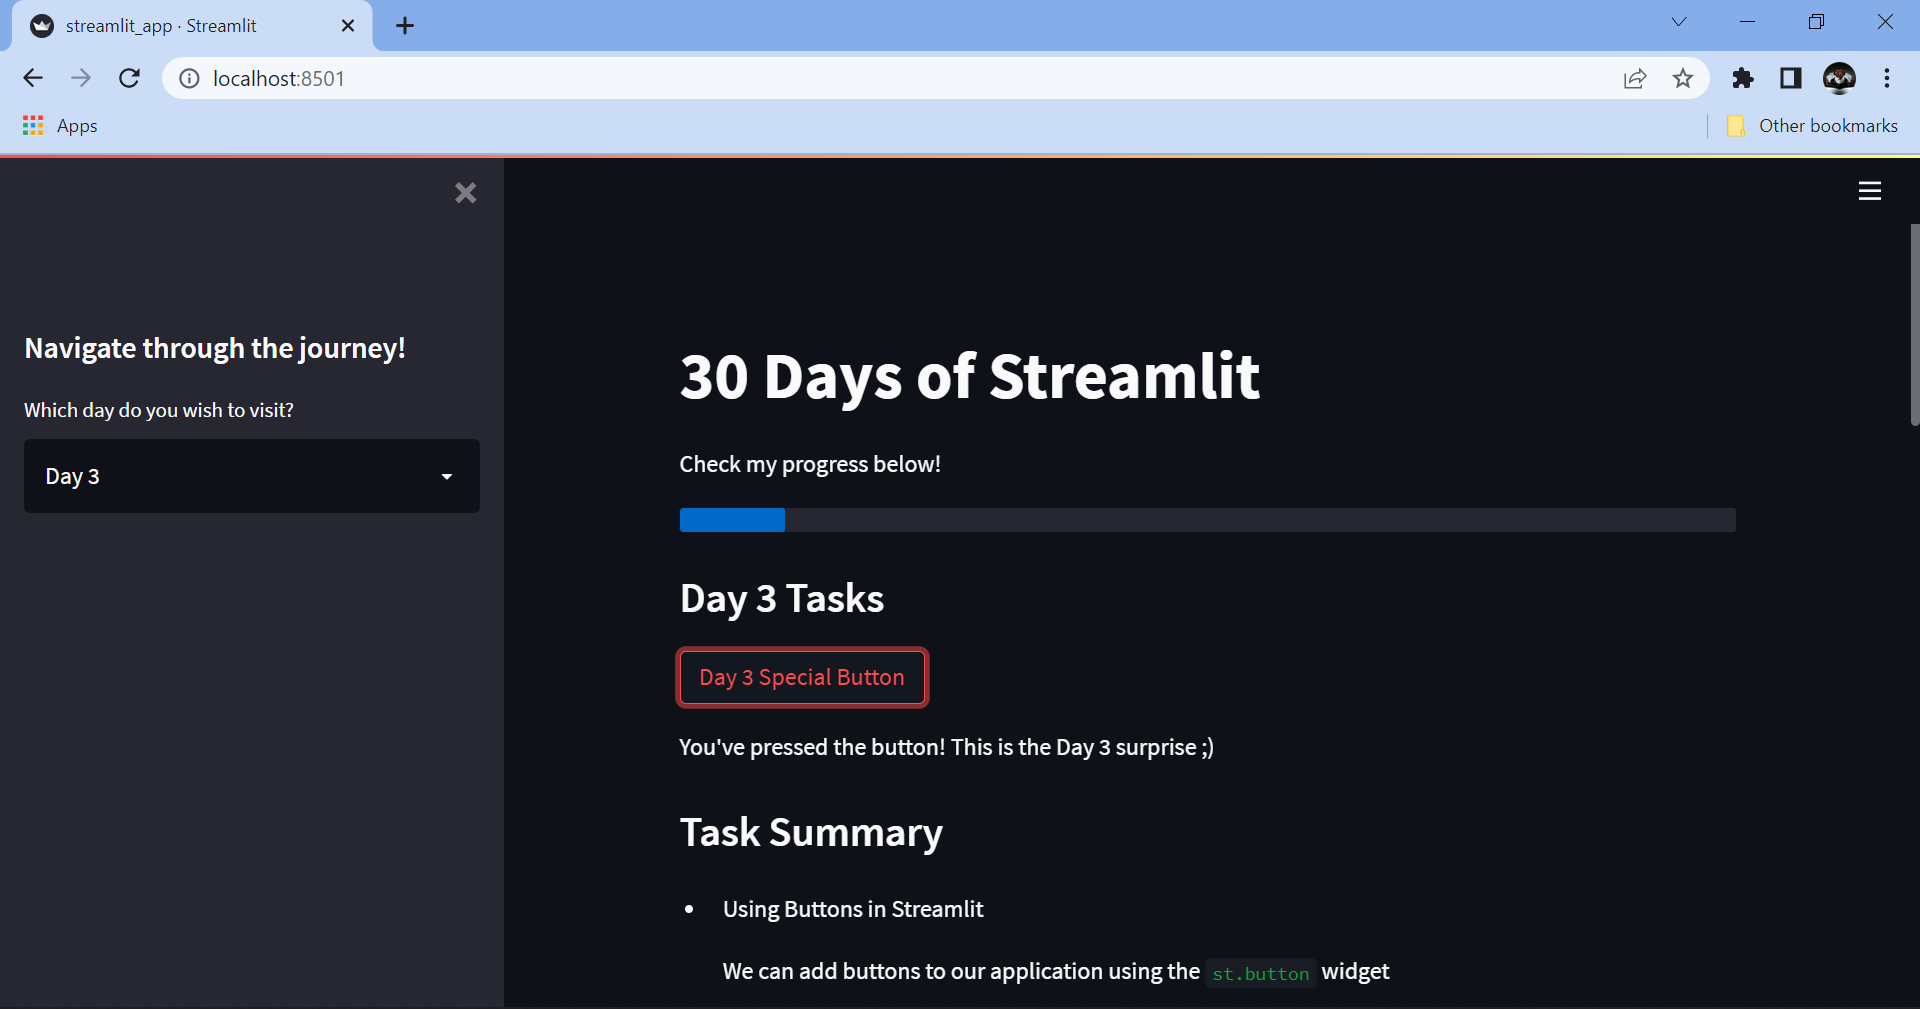 streamlit_app · Streamlit
localhost:8501
Apps
Other bookmarks
Navigate through the journey!
Which day do you wish to visit?
Day 3
30 Days of Streamlit
Check my progress below!
Day 3 Tasks
Day 3 Special Button
You've pressed the button! This is the Day 3 surprise ;)
Task Summary
• Using Buttons in Streamlit
We can add buttons to our application using the st.button widget